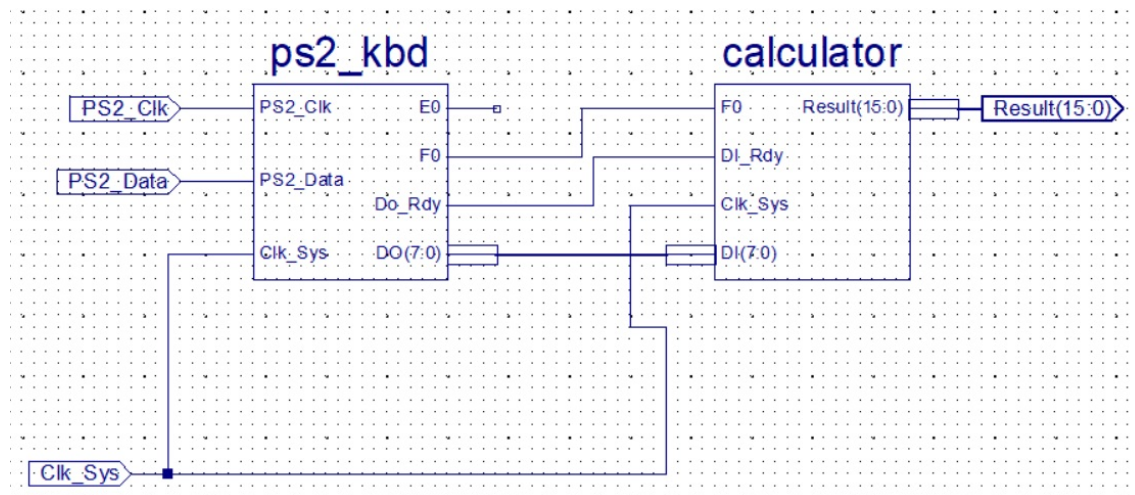 ps2_kbd
calculator
PS2_Clk
PS2_Clk
E0
F0
Result(15:0)
Result(15:0)
F0
DI_Rdy
PS2_Data
PS2_Data
Do_Rdy
Clk_Sys
Clk_Sys
DO(7:0)
DI(7:0)
Clk_Sys